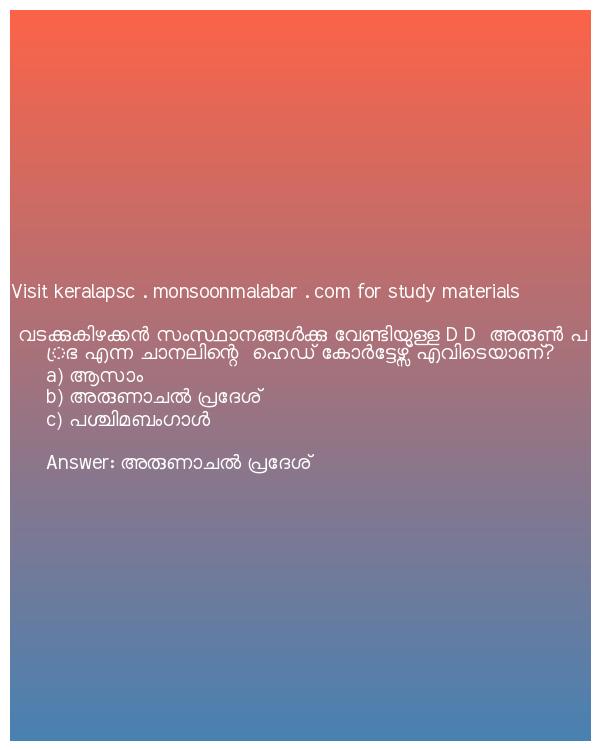 Visit keralapsc . monsoonmalabar . com for study materials
വടക്കുകിഴക്കൻ സംസ്ഥാനങ്ങൾക്കു വേണ്ടിയുള്ള D D അരുൺ പ
്രഭ എന്ന ചാനലിന്റെ ഹെഡ് കോർട്ടേഴ്സ് എവിടെയാണ്?
a) ആസാം
b) അരുണാചൽ പ്രദേശ്
c) പശ്ചിമബംഗാൾ
Answer: അരുണാചൽ പ്രദേശ്